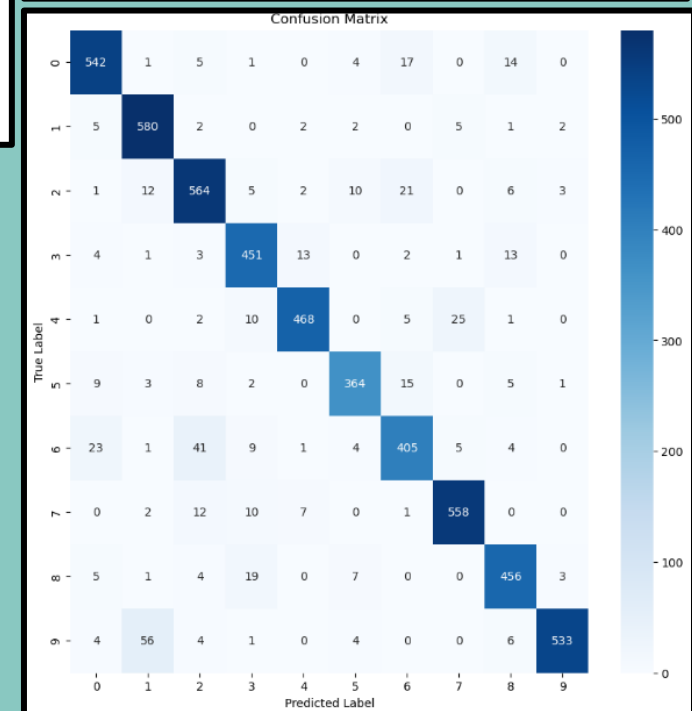 Confusion Matrix
0 542 1 5 1 0 4 17 0 14 0
1 5 580 2 0 2 2 0 5 1 2
2 1 12 564 5 2 10 21 0 6 3
3 4 1 3 451 13 0 2 1 13 0
4 1 0 2 10 468 0 5 25 1 0
5 9 3 8 2 0 364 15 0 5 1
6 23 1 41 9 1 4 405 5 4 0
7 0 2 12 10 7 0 1 558 0 0
8 5 1 4 19 0 7 0 0 456 3
9 4 56 4 1 0 4 0 0 6 533
0 1 2 3 4 5 6 7 8 9
True Label
Predicted Label
500
400
300
200
100
0